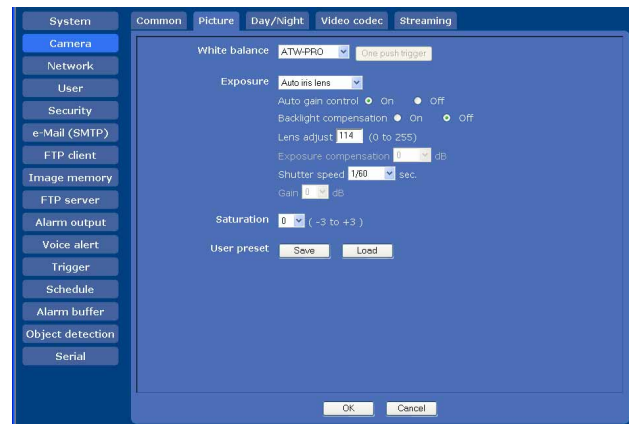 System
Camera
Network
User
Security
e-Mail (SMTP)
FTP client
Image memory
FTP server
Alarm output
Voice alert
Trigger
Schedule
Alarm buffer
Object detection
Serial
Common Picture Day/Night Video codec Streaming
White balance ATW-PRO One push trigger
Exposure Auto iris lens
Auto gain control On Off
Backlight compensation On Off
Lens adjust 114 (0 to 255)
Exposure compensation 0 dB
Shutter speed 1/60 sec.
Gain 0 dB
Saturation 0 ( -3 to +3 )
User preset Save Load
OK Cancel